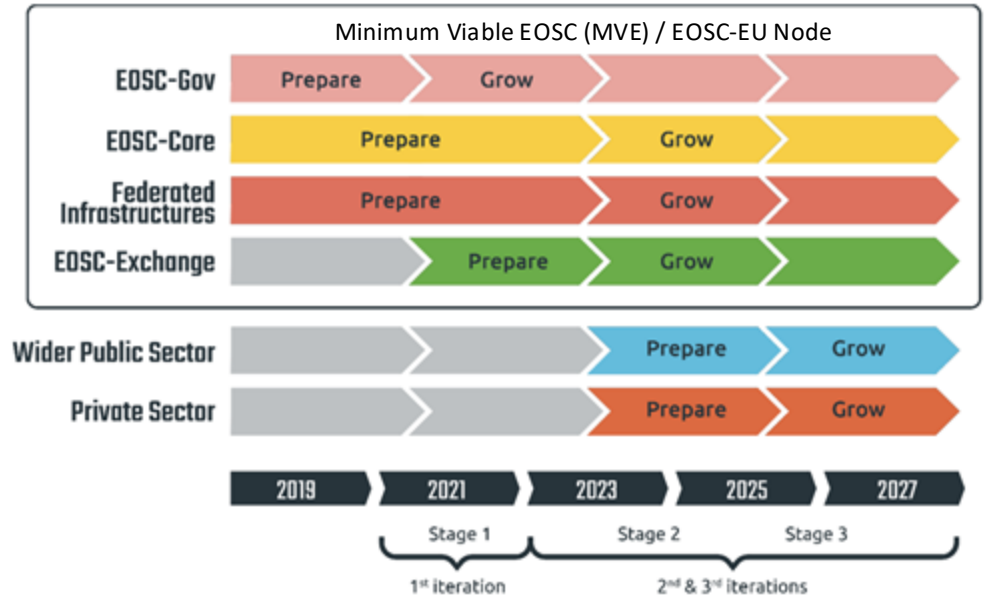 Minimum Viable EOSC (MVE) / EOSC-EU Node
EOSC-Gov
Prepare
Grow
EOSC-Core
Prepare
Grow
Federated
Infrastructures
Prepare
Grow
EOSC-Exchange
Prepare
Grow
Wider Public Sector
Prepare
Grow
Private Sector
Prepare
Grow
2019
2021
2023
2025
2027
Stage 1
Stage 2
Stage 3
1st iteration
2nd & 3rd iterations